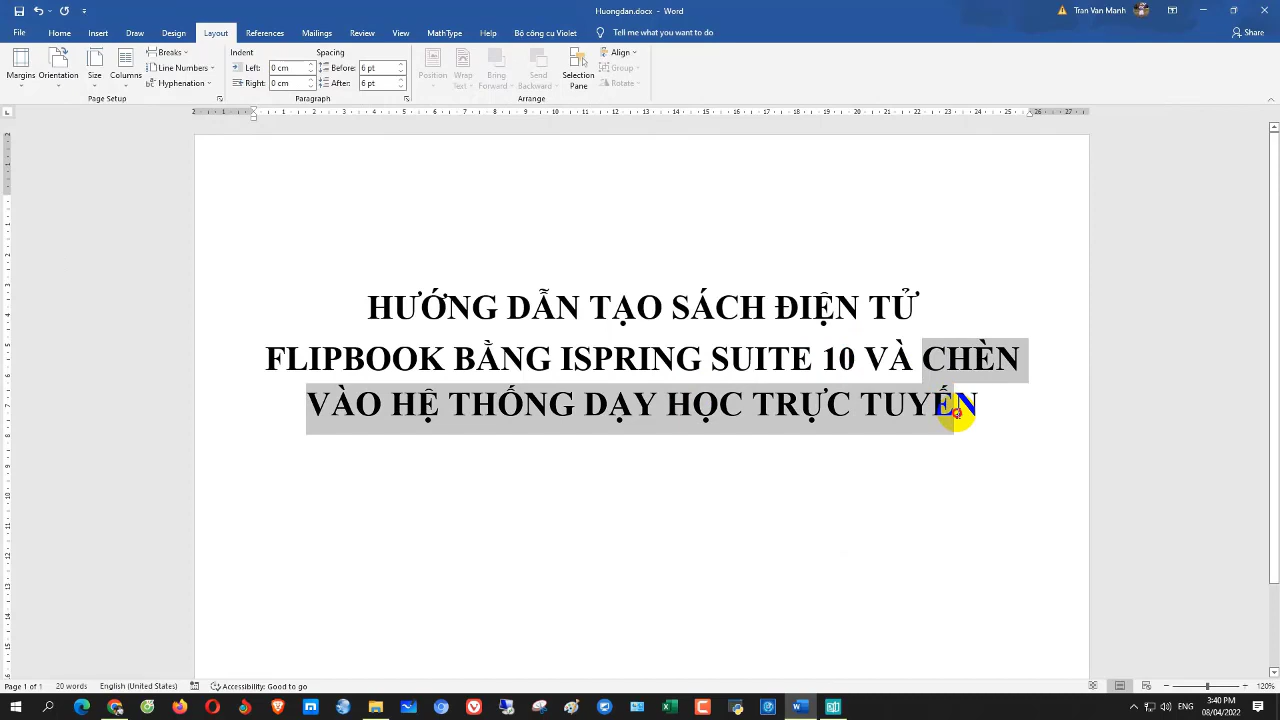 Huongdan.docx - Word
Tran Van Manh
File Home Insert Draw Design Layout References Mailings Review View MathType Help Bộ công cụ Violet Tell me what you want to do Share
Margins Orientation Size Columns Breaks Line Numbers Hyphenation
Page Setup
Indent Spacing
Left: 0 cm Before: 6 pt
Right: 0 cm After: 6 pt
Paragraph
Position Wrap Text Bring Forward Send Backward Selection Pane Align Group Rotate
Arrange
HƯỚNG DẪN TẠO SÁCH ĐIỆN TỬ
FLIPBOOK BẰNG ISPRING SUITE 10 VÀ CHÈN
VÀO HỆ THỐNG DẠY HỌC TRỰC TUYẾN
Page 1 of 1 20 words English (United States) Accessibility: Good to go 120%
ENG 3:40 PM
08/04/2022